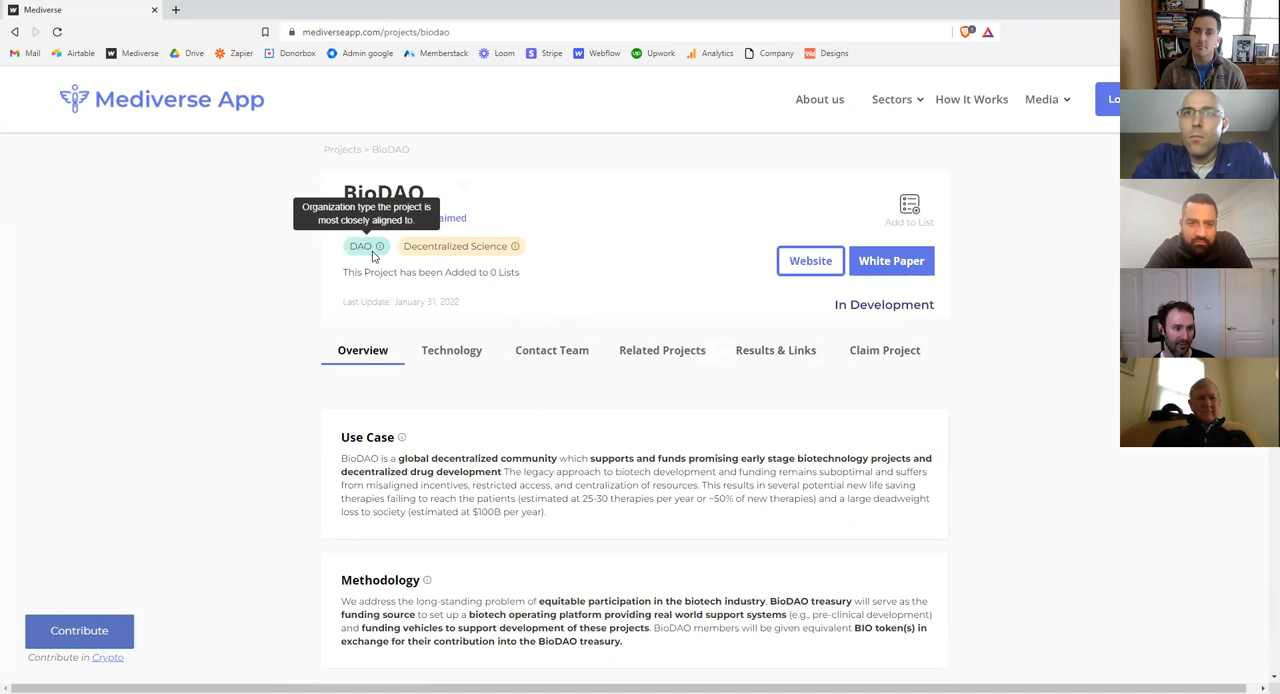 Mediverse
mediverseapp.com/projects/biodao
Mail Airtable Mediverse Drive Zapier Donorbox Admin google Memberstack Loom Stripe Webflow Upwork Analytics Company Designs
Mediverse App
About us Sectors How It Works Media Lo
Projects > BioDAO
BioDAO
Organization type the project is
most closely aligned to.
aimed
DAO Decentralized Science
This Project has been Added to 0 Lists
Last Update: January 31, 2022
Add to List
Website White Paper
In Development
Overview Technology Contact Team Related Projects Results & Links Claim Project
Use Case
BioDAO is a global decentralized community which supports and funds promising early stage biotechnology projects and
decentralized drug development The legacy approach to biotech development and funding remains suboptimal and suffers
from misaligned incentives, restricted access, and centralization of resources. This results in several potential new life saving
therapies failing to reach the patients (estimated at 25-30 therapies per year or ~50% of new therapies) and a large deadweight
loss to society (estimated at $100B per year).
Methodology
We address the long-standing problem of equitable participation in the biotech industry. BioDAO treasury will serve as the
funding source to set up a biotech operating platform providing real world support systems (e.g., pre-clinical development)
and funding vehicles to support development of these projects. BioDAO members will be given equivalent BIO token(s) in
exchange for their contribution into the BioDAO treasury.
Contribute
Contribute in Crypto